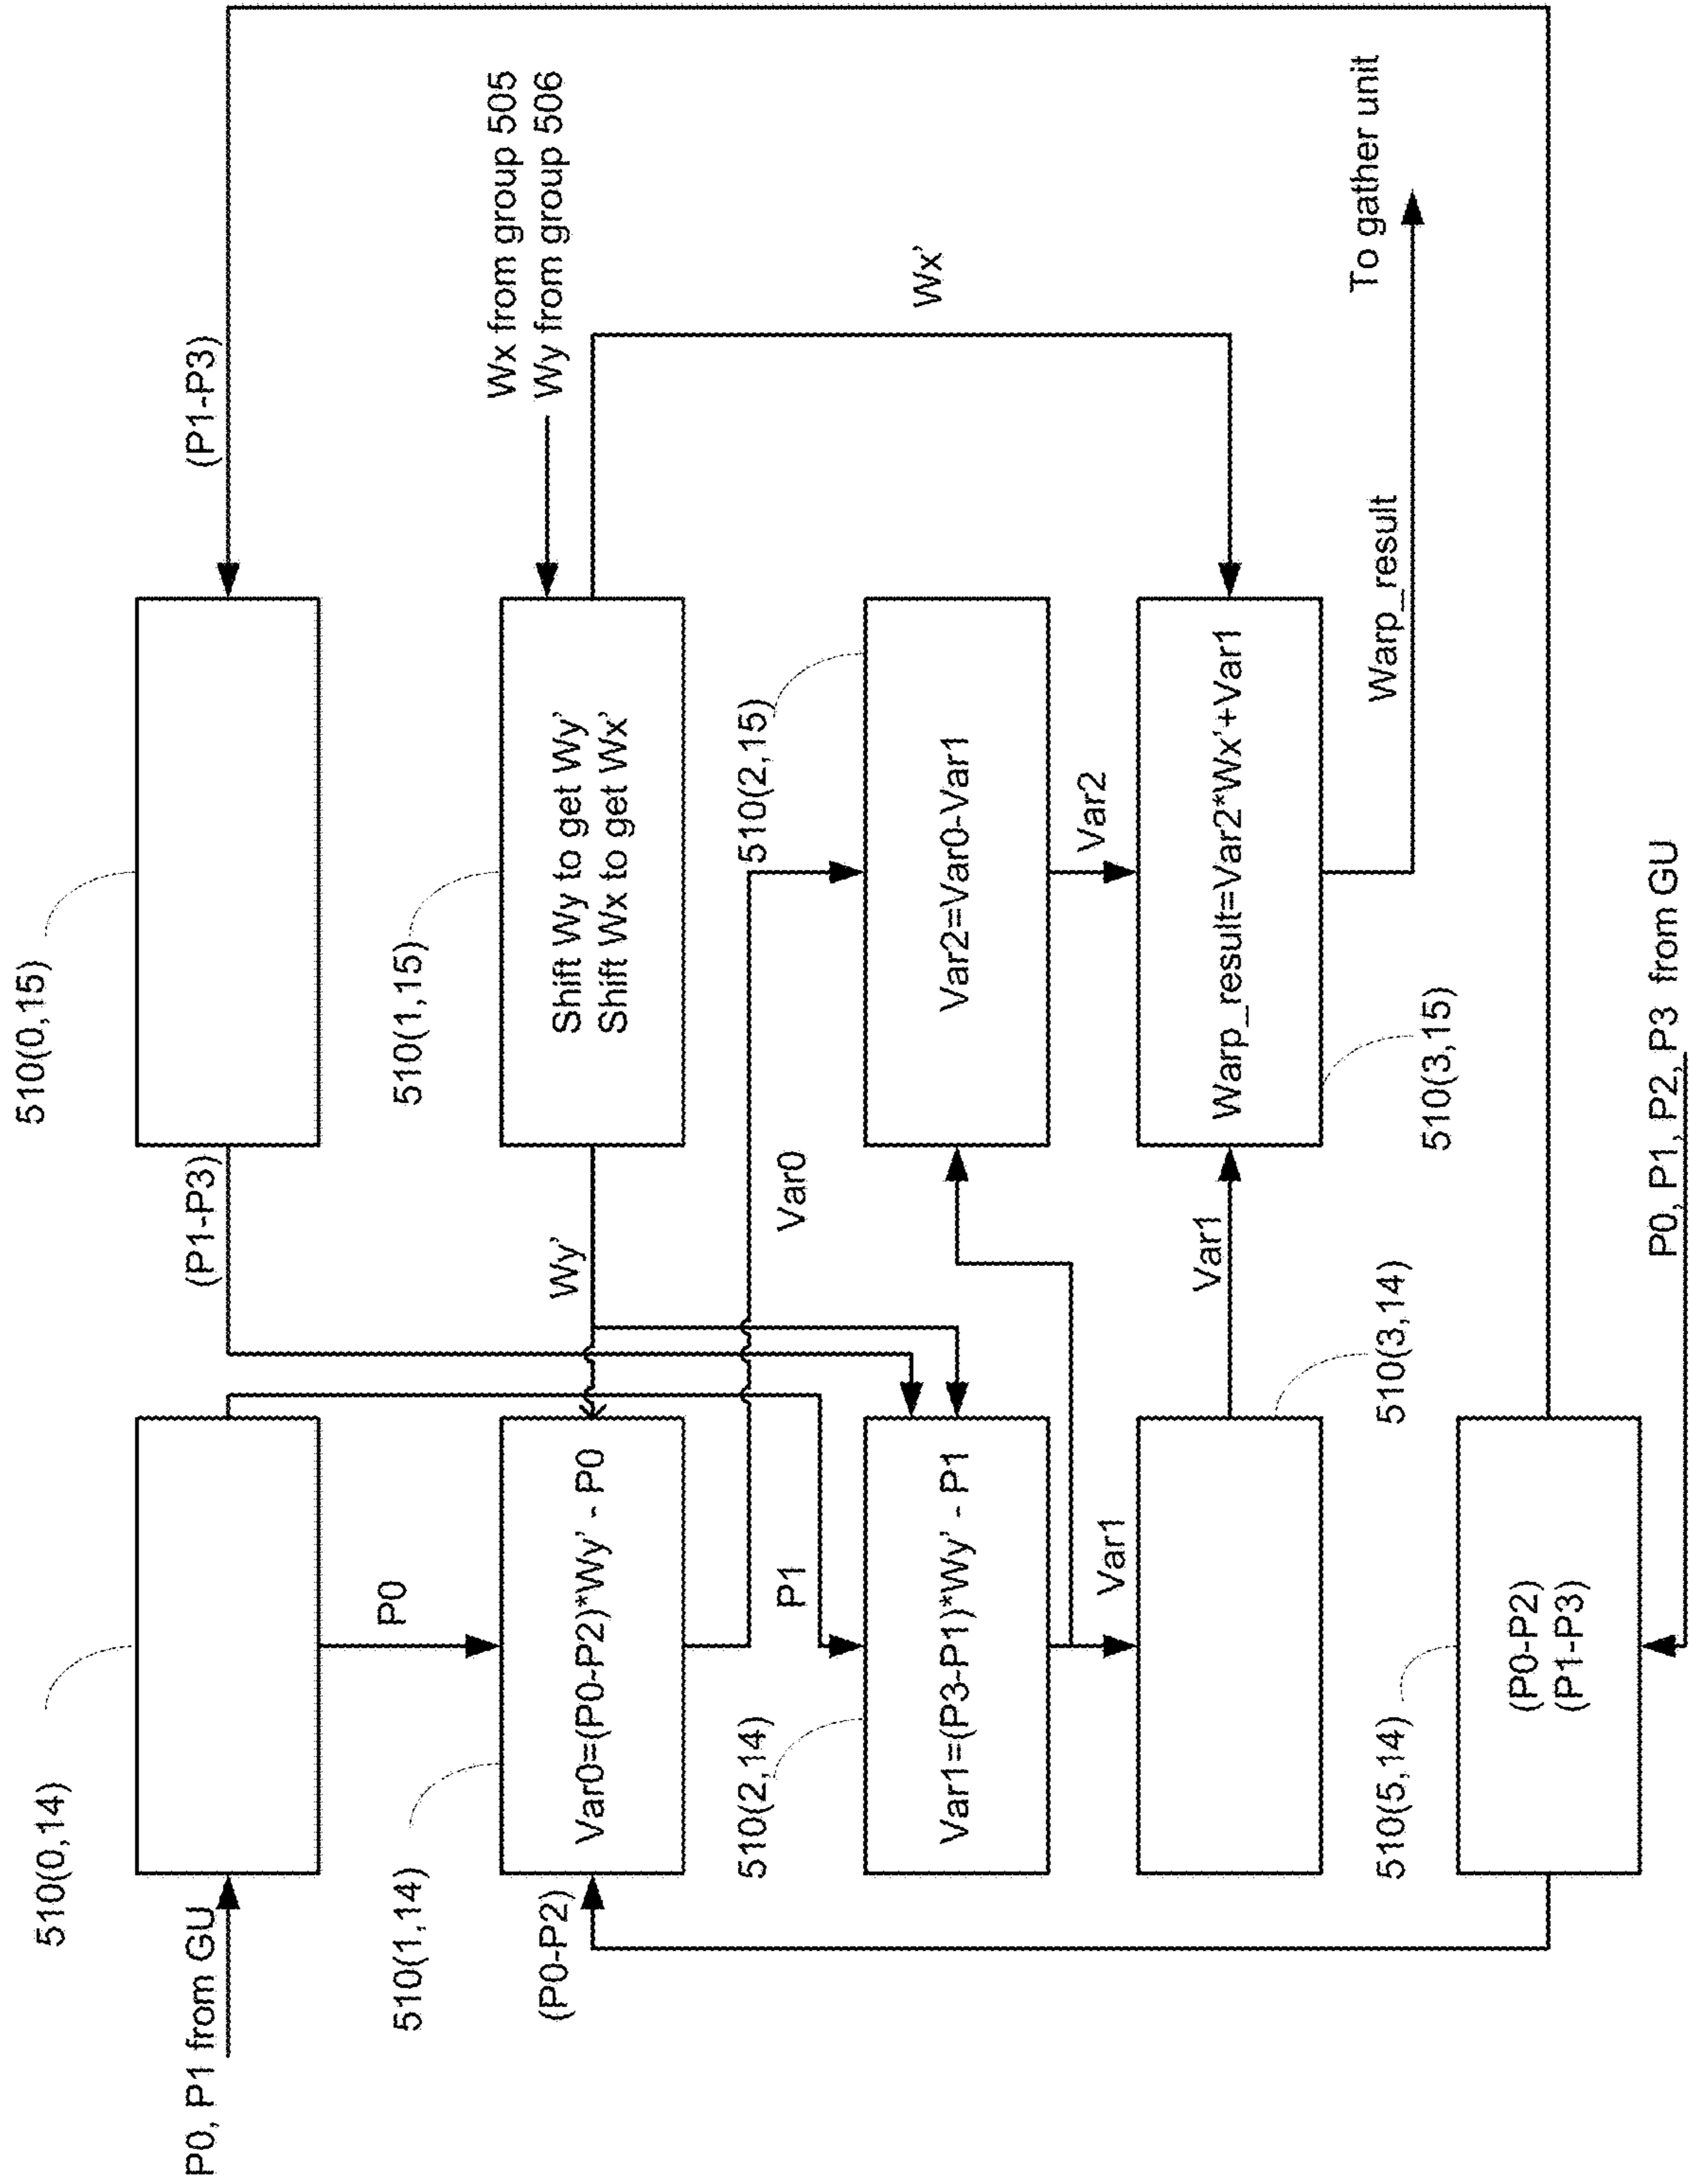 P0, P1 from GU
510(0,14)
510(0,15)
(P1-P3)
(P1-P3)
P0
510(1,14)
(P0-P2)
Var0=(P0-P2)*Wy' - P0
Wy'
510(1,15)
Shift Wy to get Wy'
Shift Wx to get Wx'
Wx from group 505
Wy from group 506
510(2,14)
P1
Var0
510(2,15)
Var1=(P3-P1)*Wy' - P1
Var2=Var0-Var1
Wx'
Var1
Var2
Var1
Warp_result=Var2*Wx'+Var1
510(3,14)
510(3,15)
Warp_result
To gather unit
510(5,14)
(P0-P2)
(P1-P3)
P0, P1, P2, P3 from GU